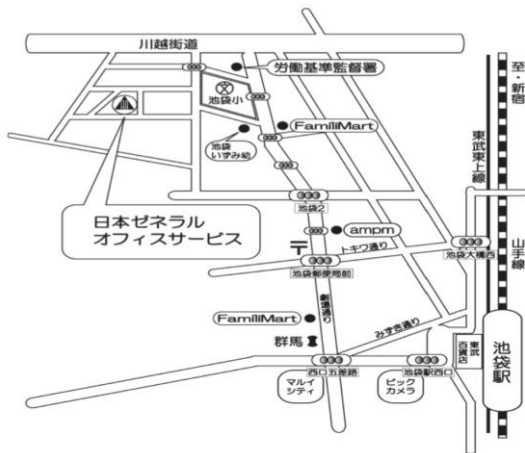 川越街道
労働基準監督署
池袋小
FamiliMart
池袋
いずみ幼
日本ゼネラル
オフィスサービス
池袋2
ampm
トキワ通り
池袋郵便局前
池袋大橋西
劇場通り
FamiliMart
みずき通り
群馬
西口五差路
池袋駅西口
マルイ
シティ
ビック
カメラ
東武
百貨店
池袋駅
至・新宿
東武東上線
山手線